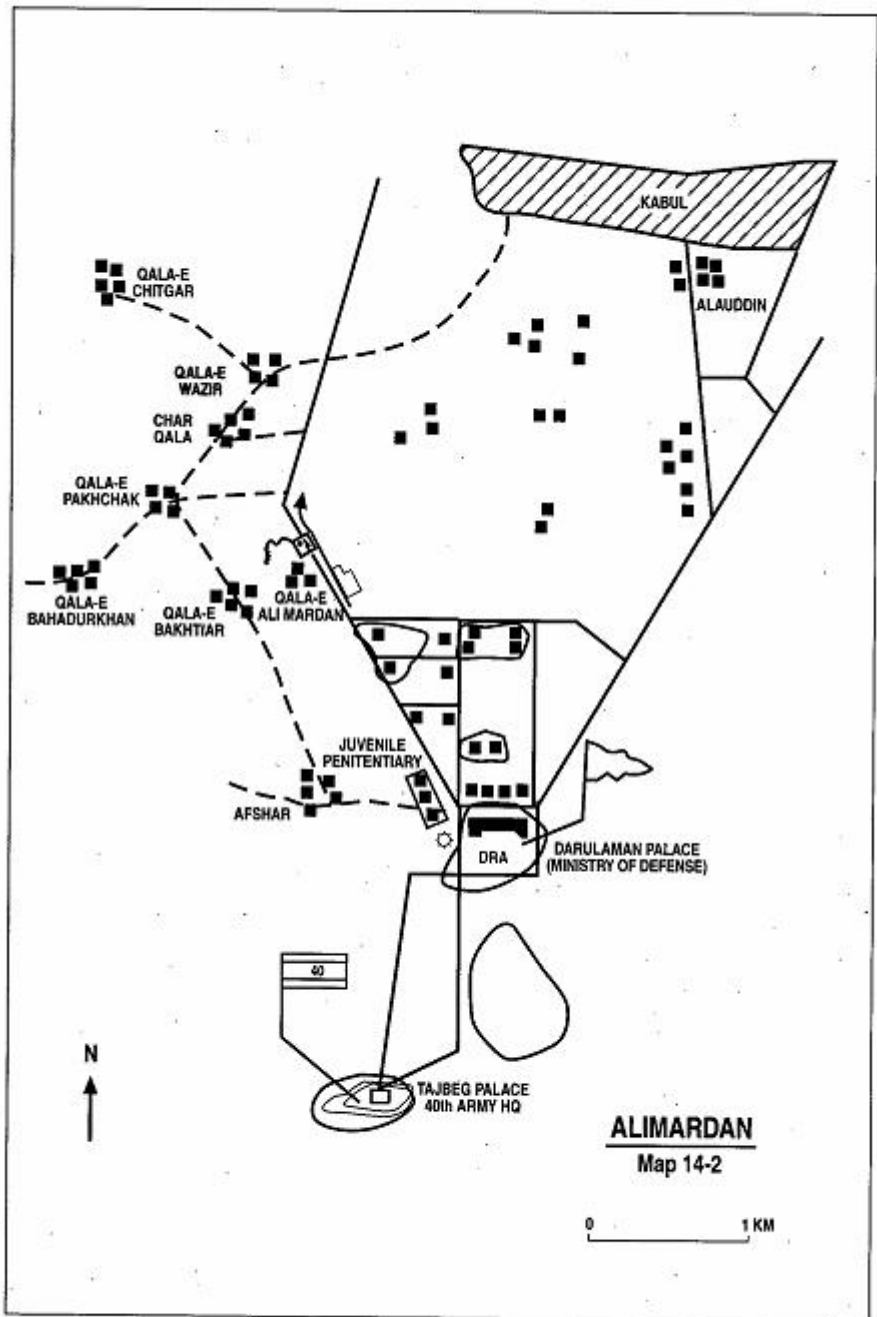 KABUL
QALA-E
CHITGAR
ALAUDDIN
QALA-E
WAZIR
CHAR
QALA
QALA-E
PAKHCHAK
QALA-E
BAHADURKHAN
QALA-E
BAKHTIAR
QALA-E
ALI MARDAN
JUVENILE
PENITENTIARY
AFSHAR
DRA
DARULAMAN PALACE
(MINISTRY OF DEFENSE)
40
N
TAJBEG PALACE
40th ARMY HQ
ALIMARDAN
Map 14-2
0 1 KM